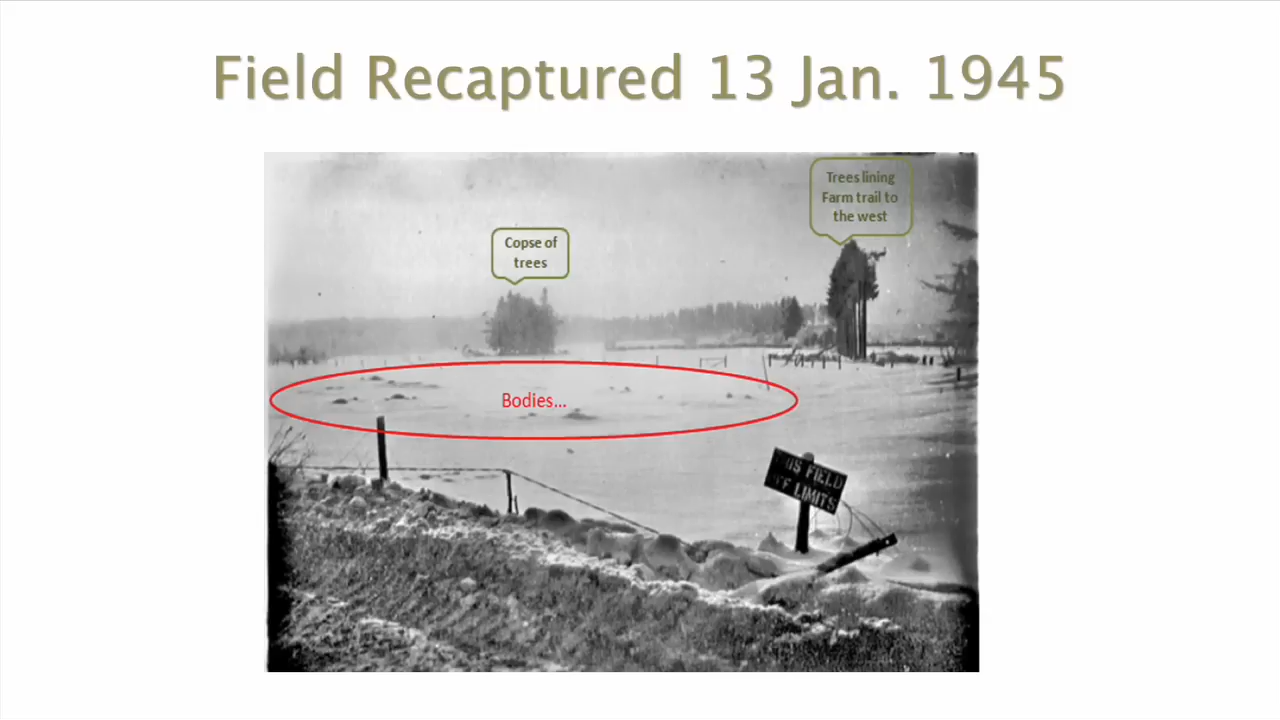 Field Recaptured 13 Jan. 1945
Trees lining
Farm trail to
the west
Copse of
trees
Bodies...
FIELD
LIMITS